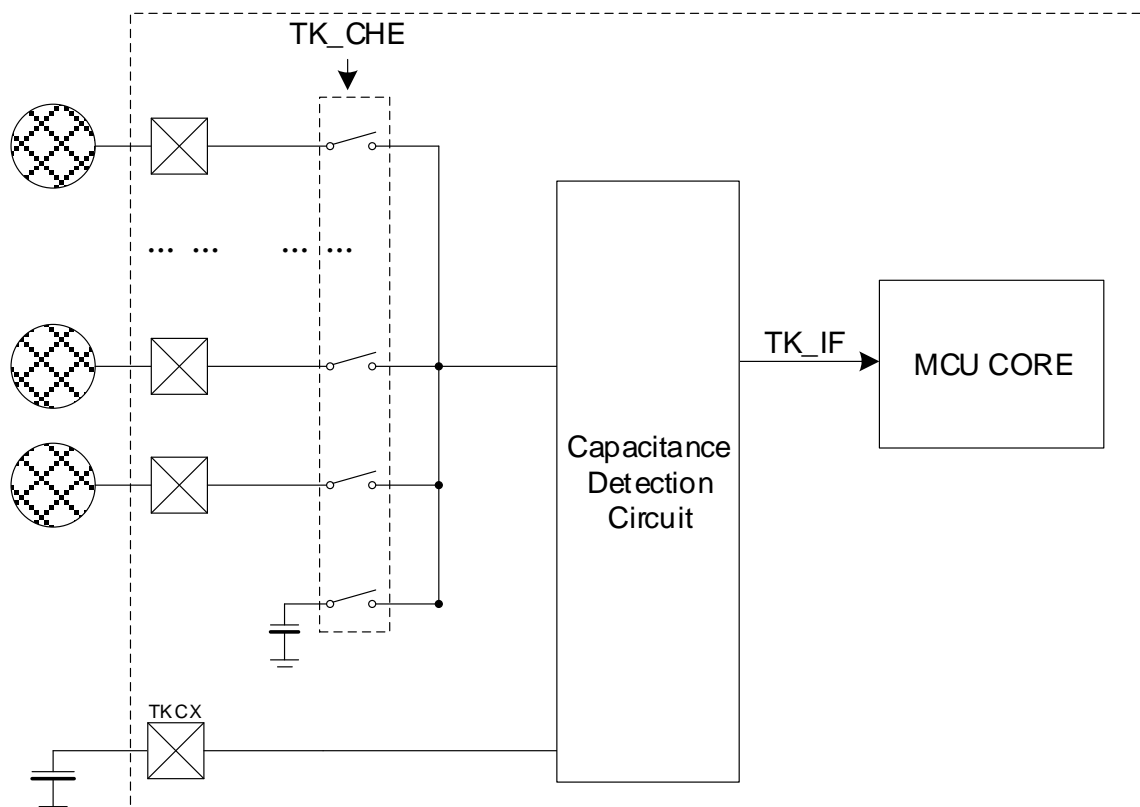 TK_CHE
... ... ... ...
TK_IF
MCU CORE
Capacitance
Detection
Circuit
TKCX